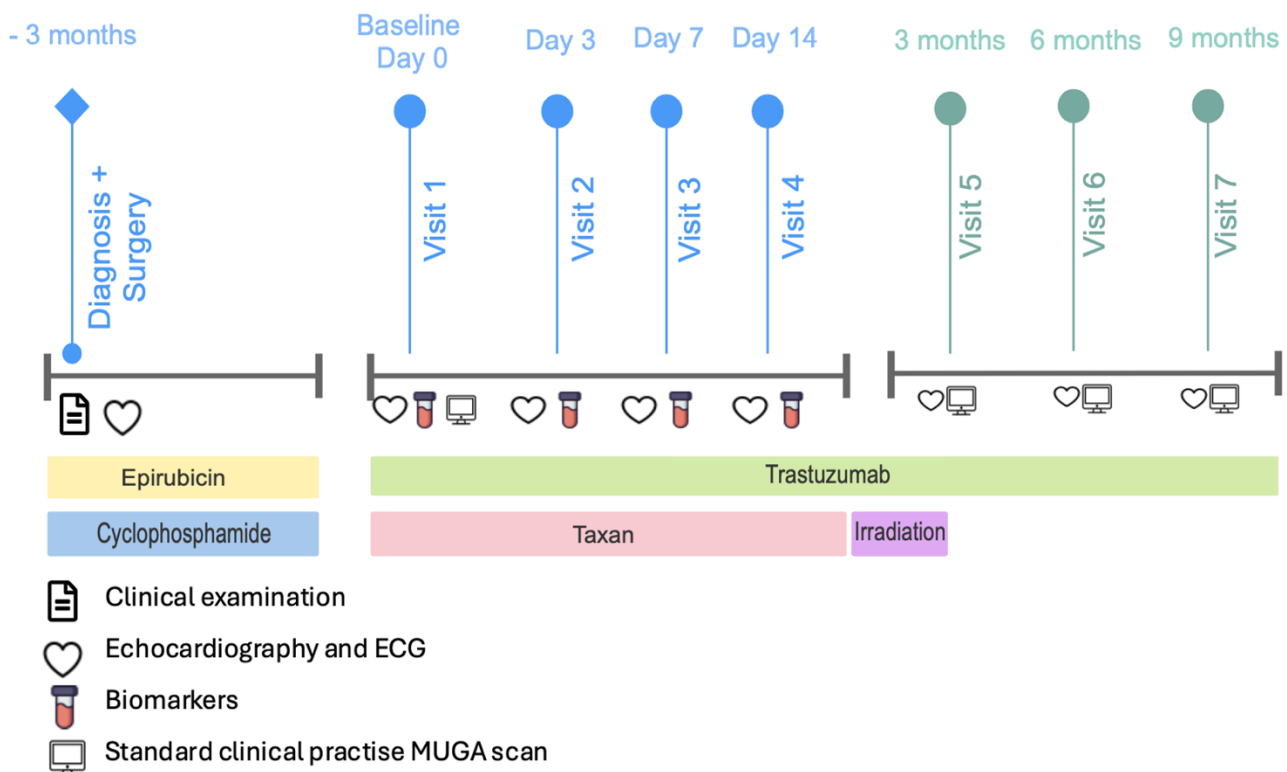 - 3 months
Baseline
Day 0
Day 3
Day 7
Day 14
3 months
6 months
9 months
Diagnosis +
Surgery
Visit 1
Visit 2
Visit 3
Visit 4
Visit 5
Visit 6
Visit 7
Epirubicin
Trastuzumab
Cyclophosphamide
Taxan
Irradiation
Clinical examination
Echocardiography and ECG
Biomarkers
Standard clinical practise MUGA scan